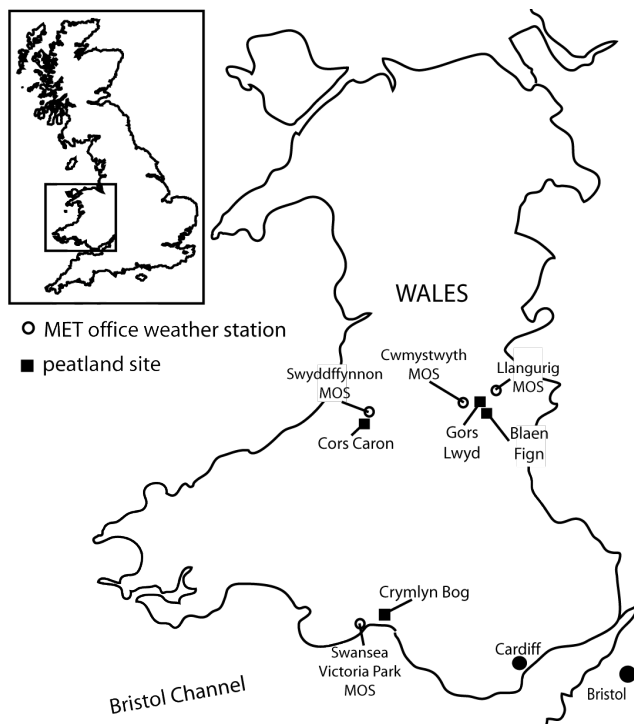 WALES
MET office weather station
peatland site
Swyddffynnon
MOS
Cors Caron
Cwmystwyth
MOS
Llangurig
MOS
Gors
Lwyd
Blaen
Fign
Crymlyn Bog
Swansea
Victoria Park
MOS
Cardiff
Bristol
Bristol Channel